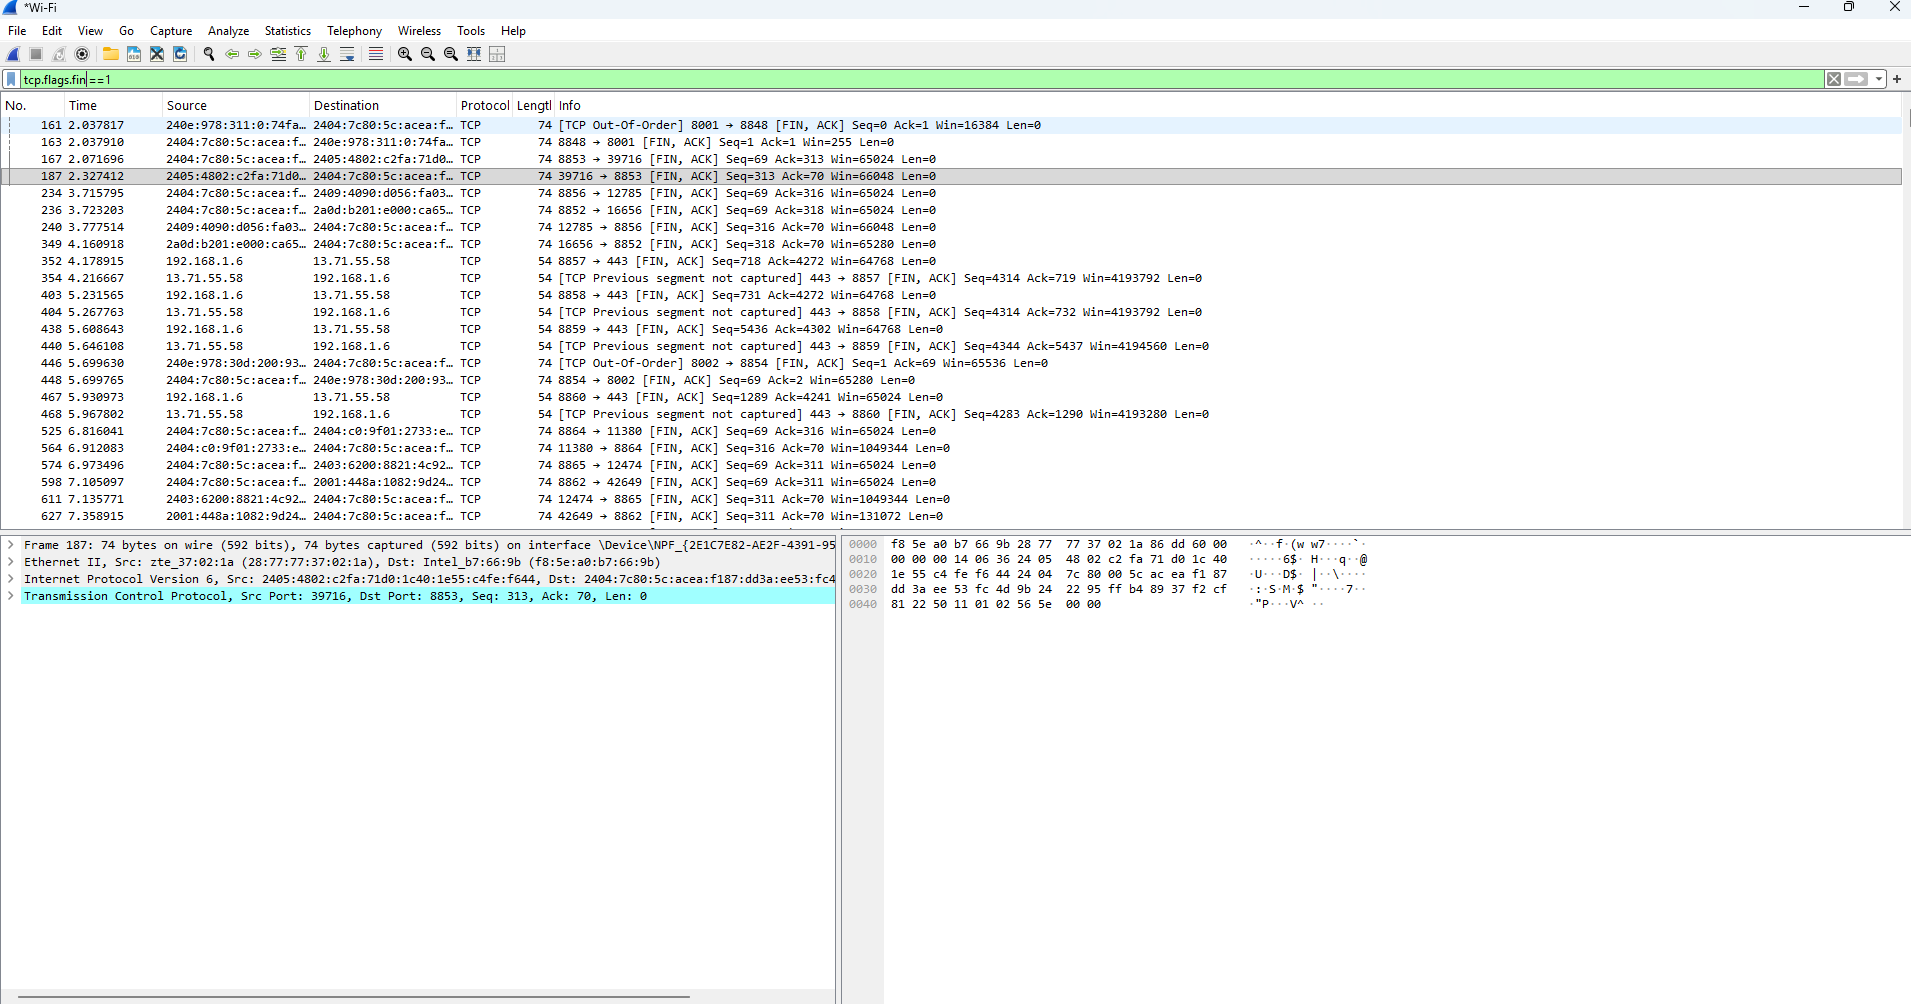 *Wi-Fi
File Edit View Go Capture Analyze Statistics Telephony Wireless Tools Help
tcp.flags.fin==1
No. Time Source Destination Protocol Lengtl Info
161 2.037817 240e:978:311:0:74fa… 2404:7c80:5c:acea:f… TCP 74 [TCP Out-Of-Order] 8001 → 8848 [FIN, ACK] Seq=0 Ack=1 Win=16384 Len=0
163 2.037910 2404:7c80:5c:acea:f… 240e:978:311:0:74fa… TCP 74 8848 → 8001 [FIN, ACK] Seq=1 Ack=1 Win=255 Len=0
167 2.071696 2404:7c80:5c:acea:f… 2405:4802:c2fa:71d0… TCP 74 8853 → 39716 [FIN, ACK] Seq=69 Ack=313 Win=65024 Len=0
187 2.327412 2405:4802:c2fa:71d0… 2404:7c80:5c:acea:f… TCP 74 39716 → 8853 [FIN, ACK] Seq=313 Ack=70 Win=66048 Len=0
234 3.715795 2404:7c80:5c:acea:f… 2409:4090:d056:fa03… TCP 74 8856 → 12785 [FIN, ACK] Seq=69 Ack=316 Win=65024 Len=0
236 3.723203 2404:7c80:5c:acea:f… 2a0d:b201:e000:ca65… TCP 74 8852 → 16656 [FIN, ACK] Seq=69 Ack=318 Win=65024 Len=0
240 3.777514 2409:4090:d056:fa03… 2404:7c80:5c:acea:f… TCP 74 12785 → 8856 [FIN, ACK] Seq=316 Ack=70 Win=66048 Len=0
349 4.160918 2a0d:b201:e000:ca65… 2404:7c80:5c:acea:f… TCP 74 16656 → 8852 [FIN, ACK] Seq=318 Ack=70 Win=65280 Len=0
352 4.178915 192.168.1.6 13.71.55.58 TCP 54 8857 → 443 [FIN, ACK] Seq=718 Ack=4272 Win=64768 Len=0
354 4.216667 13.71.55.58 192.168.1.6 TCP 54 [TCP Previous segment not captured] 443 → 8857 [FIN, ACK] Seq=4314 Ack=719 Win=4193792 Len=0
403 5.231565 192.168.1.6 13.71.55.58 TCP 54 8858 → 443 [FIN, ACK] Seq=731 Ack=4272 Win=64768 Len=0
404 5.267763 13.71.55.58 192.168.1.6 TCP 54 [TCP Previous segment not captured] 443 → 8858 [FIN, ACK] Seq=4314 Ack=732 Win=4193792 Len=0
438 5.608643 192.168.1.6 13.71.55.58 TCP 54 8859 → 443 [FIN, ACK] Seq=5436 Ack=4302 Win=64768 Len=0
440 5.646108 13.71.55.58 192.168.1.6 TCP 54 [TCP Previous segment not captured] 443 → 8859 [FIN, ACK] Seq=4344 Ack=5437 Win=4194560 Len=0
446 5.699630 240e:978:30d:200:93… 2404:7c80:5c:acea:f… TCP 74 [TCP Out-Of-Order] 8002 → 8854 [FIN, ACK] Seq=1 Ack=69 Win=65536 Len=0
448 5.699765 2404:7c80:5c:acea:f… 240e:978:30d:200:93… TCP 74 8854 → 8002 [FIN, ACK] Seq=69 Ack=2 Win=65280 Len=0
467 5.930973 192.168.1.6 13.71.55.58 TCP 54 8860 → 443 [FIN, ACK] Seq=1289 Ack=4241 Win=65024 Len=0
468 5.967802 13.71.55.58 192.168.1.6 TCP 54 [TCP Previous segment not captured] 443 → 8860 [FIN, ACK] Seq=4283 Ack=1290 Win=4193280 Len=0
525 6.816041 2404:7c80:5c:acea:f… 2404:c0:9f01:2733:e… TCP 74 8864 → 11380 [FIN, ACK] Seq=69 Ack=316 Win=65024 Len=0
564 6.912083 2404:c0:9f01:2733:e… 2404:7c80:5c:acea:f… TCP 74 11380 → 8864 [FIN, ACK] Seq=316 Ack=70 Win=1049344 Len=0
574 6.973496 2404:7c80:5c:acea:f… 2403:6200:8821:4c92… TCP 74 8865 → 12474 [FIN, ACK] Seq=69 Ack=311 Win=65024 Len=0
598 7.105097 2404:7c80:5c:acea:f… 2001:448a:1082:9d24… TCP 74 8862 → 42649 [FIN, ACK] Seq=69 Ack=311 Win=65024 Len=0
611 7.135771 2403:6200:8821:4c92… 2404:7c80:5c:acea:f… TCP 74 12474 → 8865 [FIN, ACK] Seq=311 Ack=70 Win=1049344 Len=0
627 7.358915 2001:448a:1082:9d24… 2404:7c80:5c:acea:f… TCP 74 42649 → 8862 [FIN, ACK] Seq=311 Ack=70 Win=131072 Len=0
Frame 187: 74 bytes on wire (592 bits), 74 bytes captured (592 bits) on interface \Device\NPF_{2E1C7E82-AE2F-4391-95
Ethernet II, Src: zte_37:02:1a (28:77:77:37:02:1a), Dst: Intel_b7:66:9b (f8:5e:a0:b7:66:9b)
Internet Protocol Version 6, Src: 2405:4802:c2fa:71d0:1c40:1e55:c4fe:f644, Dst: 2404:7c80:5c:acea:f187:dd3a:ee53:fc4
Transmission Control Protocol, Src Port: 39716, Dst Port: 8853, Seq: 313, Ack: 70, Len: 0
0000 f8 5e a0 b7 66 9b 28 77 77 37 02 1a 86 dd 60 00 ·^··f·(w w7····`·
0010 00 00 00 14 06 36 24 05 48 02 c2 fa 71 d0 1c 40 ·····6$· H···q··@
0020 1e 55 c4 fe f6 44 24 04 7c 80 00 5c ac ea f1 87 ·U···D$· |··\····
0030 dd 3a ee 53 fc 4d 9b 24 22 95 ff b4 89 37 f2 cf ·:·S·M·$ "····7··
0040 81 22 50 11 01 02 56 5e 00 00 ·"P···V^ ··